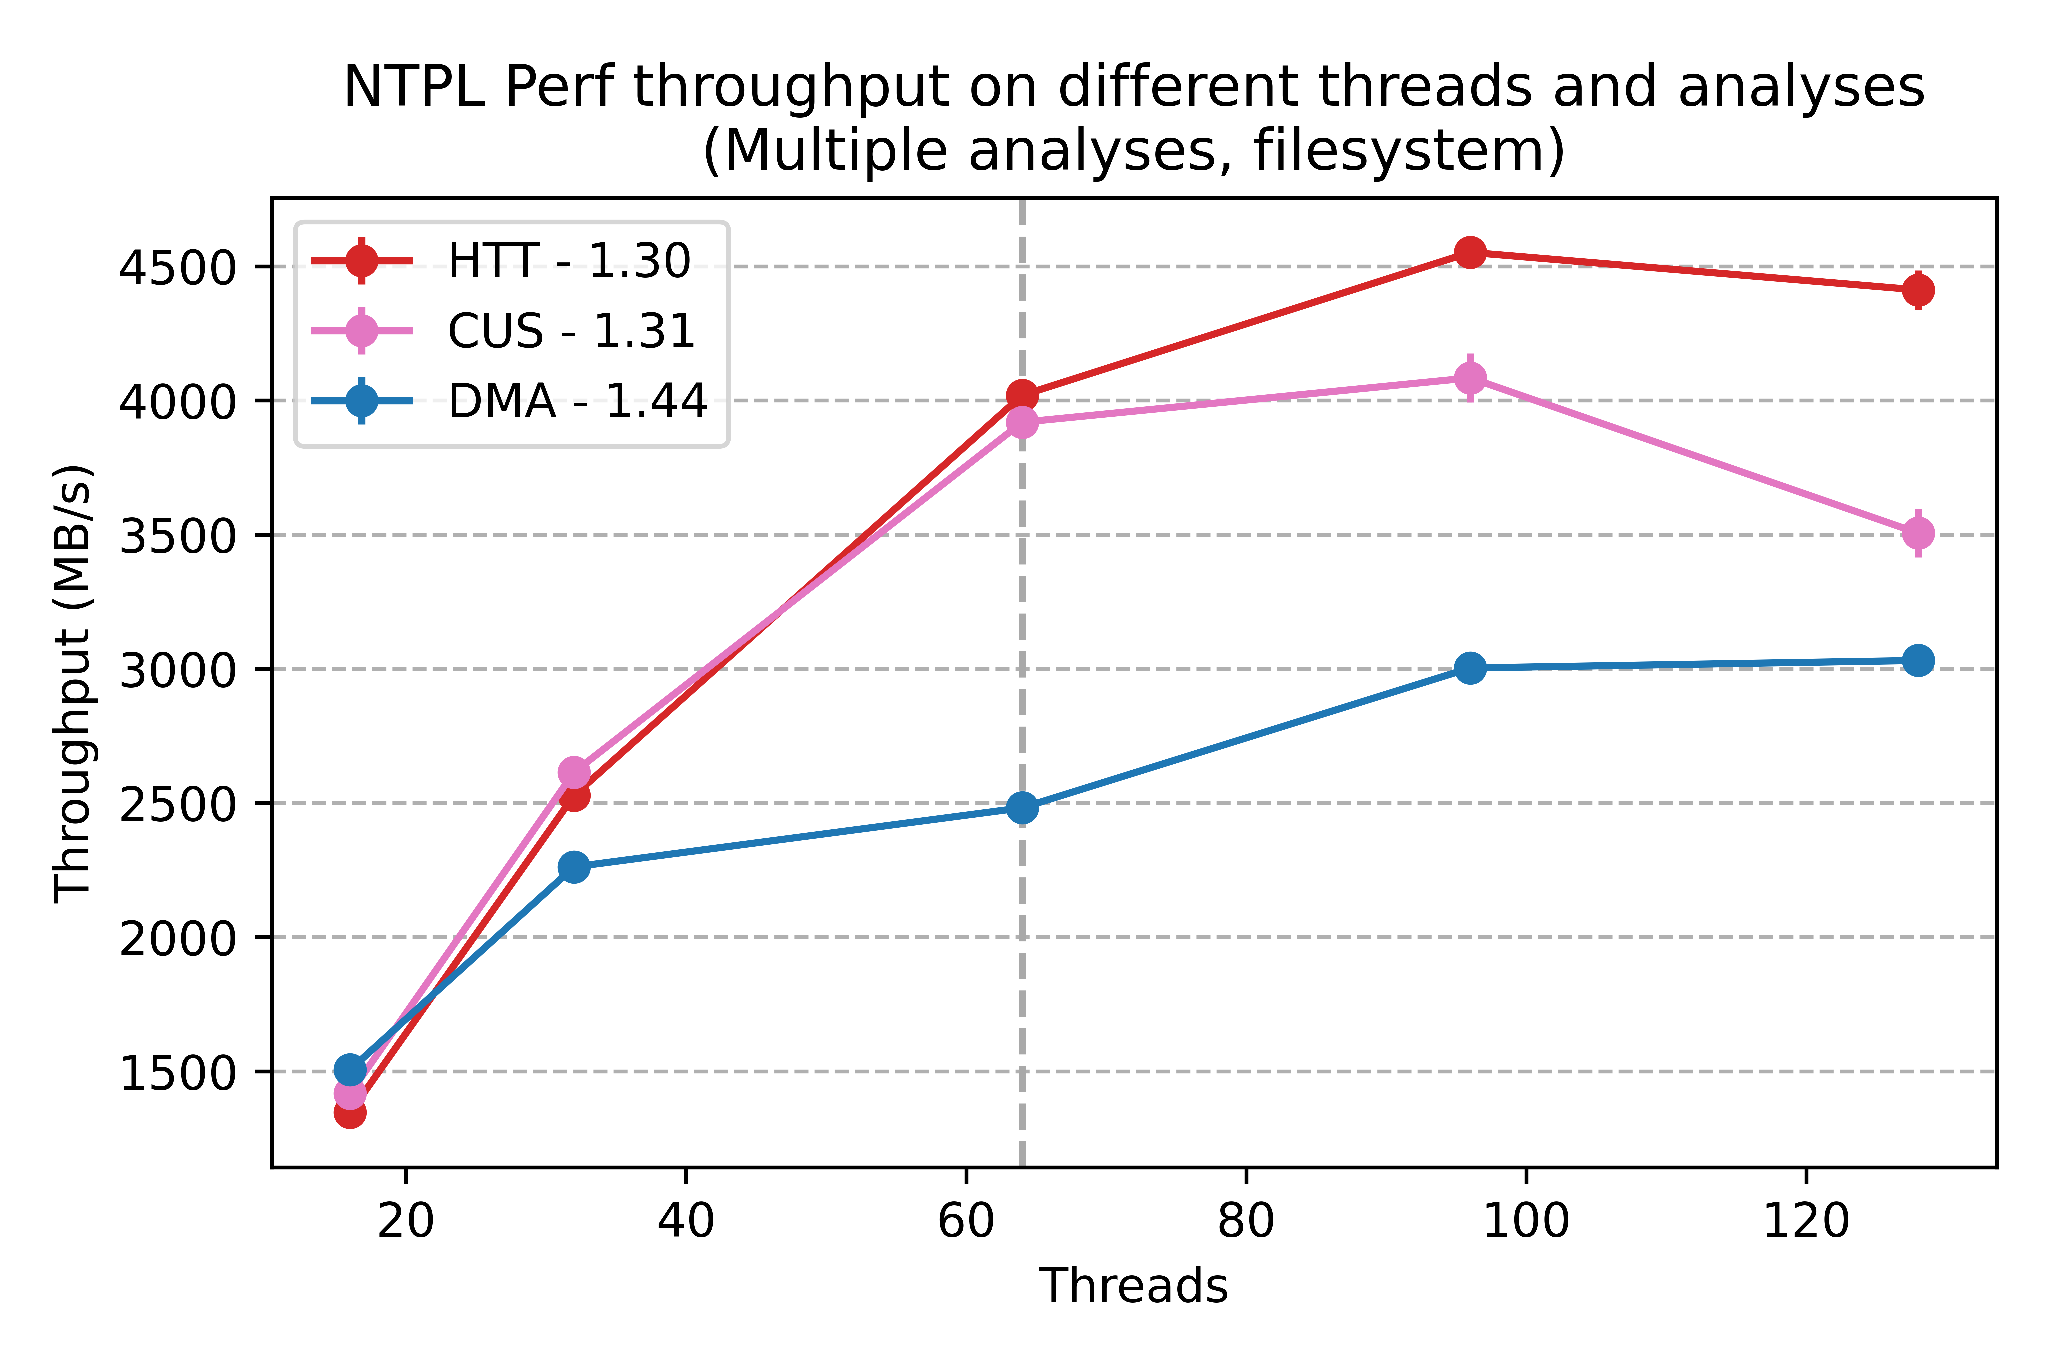 NTPL Perf throughput on different threads and analyses
(Multiple analyses, filesystem)
HTT - 1.30
CUS - 1.31
DMA - 1.44
Throughput (MB/s)
4500
4000
3500
3000
2500
2000
1500
20 40 60 80 100 120
Threads